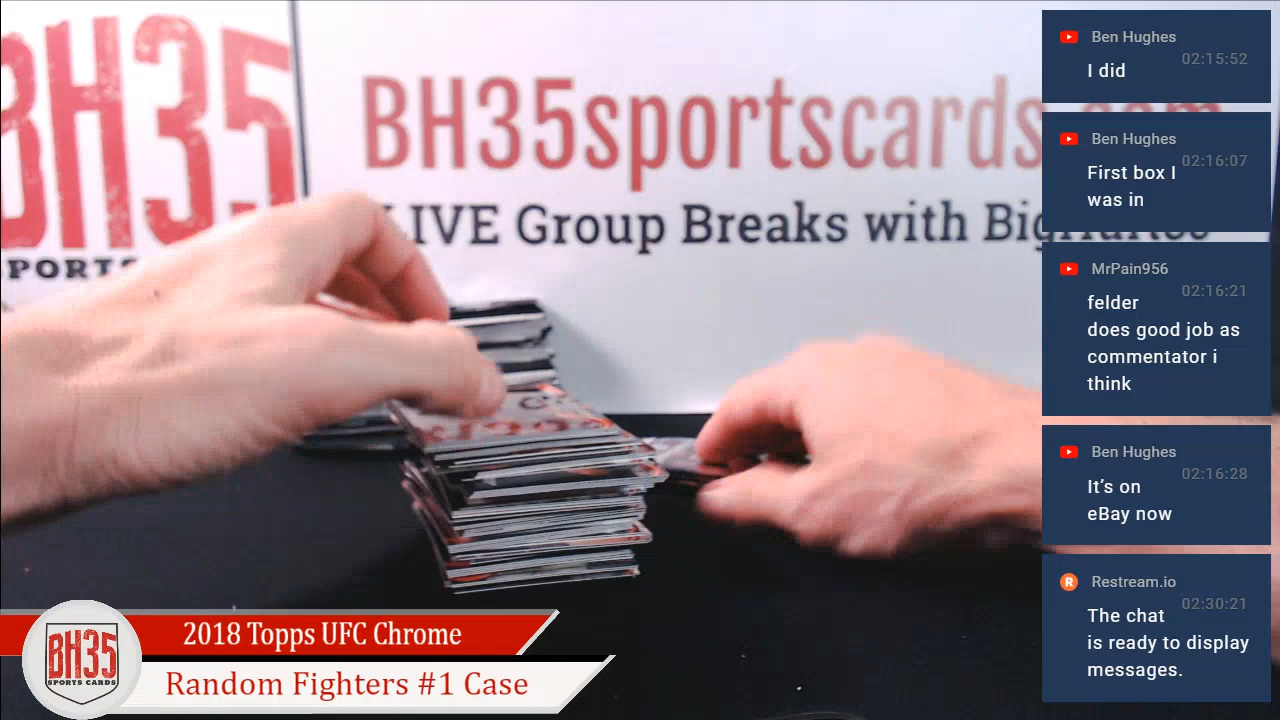 BH35
SPORTS
BH35sportscards.com
LIVE Group Breaks with
Ben Hughes
02:15:52
I did
Ben Hughes
02:16:07
First box I
was in
MrPain956
02:16:21
felder
does good job as
commentator i
think
Ben Hughes
02:16:28
It's on
eBay now
Restream.io
02:30:21
The chat
is ready to display
messages.
BH35
SPORTS CARDS
2018 Topps UFC Chrome
Random Fighters #1 Case